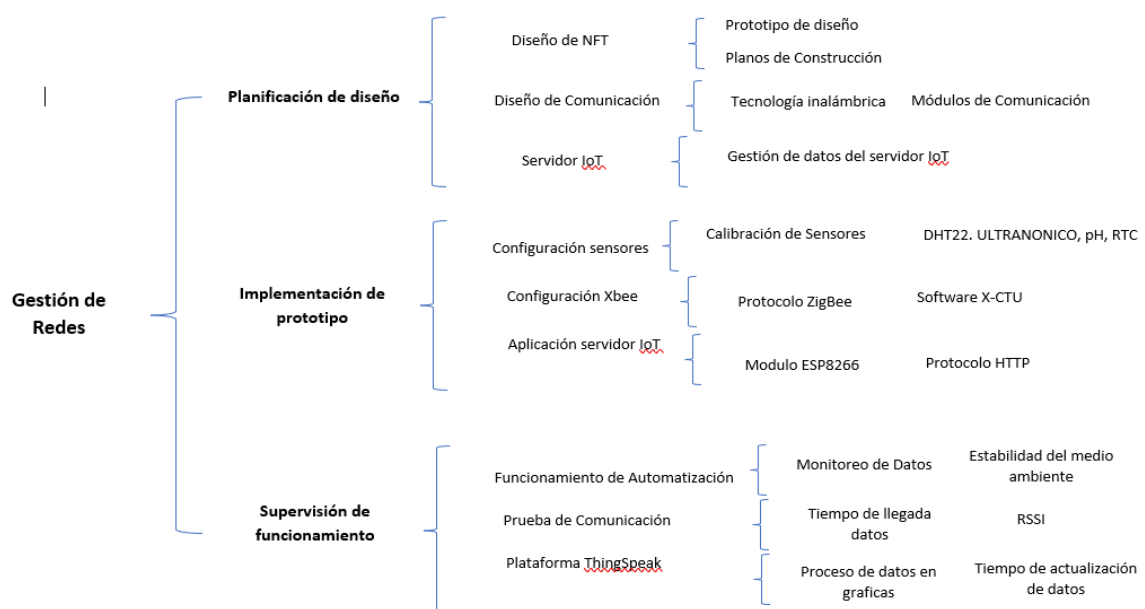 Gestión de
Redes
Planificación de diseño
Diseño de NFT
Prototipo de diseño
Planos de Construcción
Diseño de Comunicación
Tecnología inalámbrica
Módulos de Comunicación
Servidor IoT
Gestión de datos del servidor IoT
Implementación de
prototipo
Configuración sensores
Calibración de Sensores
DHT22. ULTRANONICO, pH, RTC
Configuración Xbee
Protocolo ZigBee
Software X-CTU
Aplicación servidor IoT
Modulo ESP8266
Protocolo HTTP
Supervisión de
funcionamiento
Funcionamiento de Automatización
Monitoreo de Datos
Estabilidad del medio
ambiente
Prueba de Comunicación
Tiempo de llegada
datos
RSSI
Plataforma ThingSpeak
Proceso de datos en
graficas
Tiempo de actualización
de datos